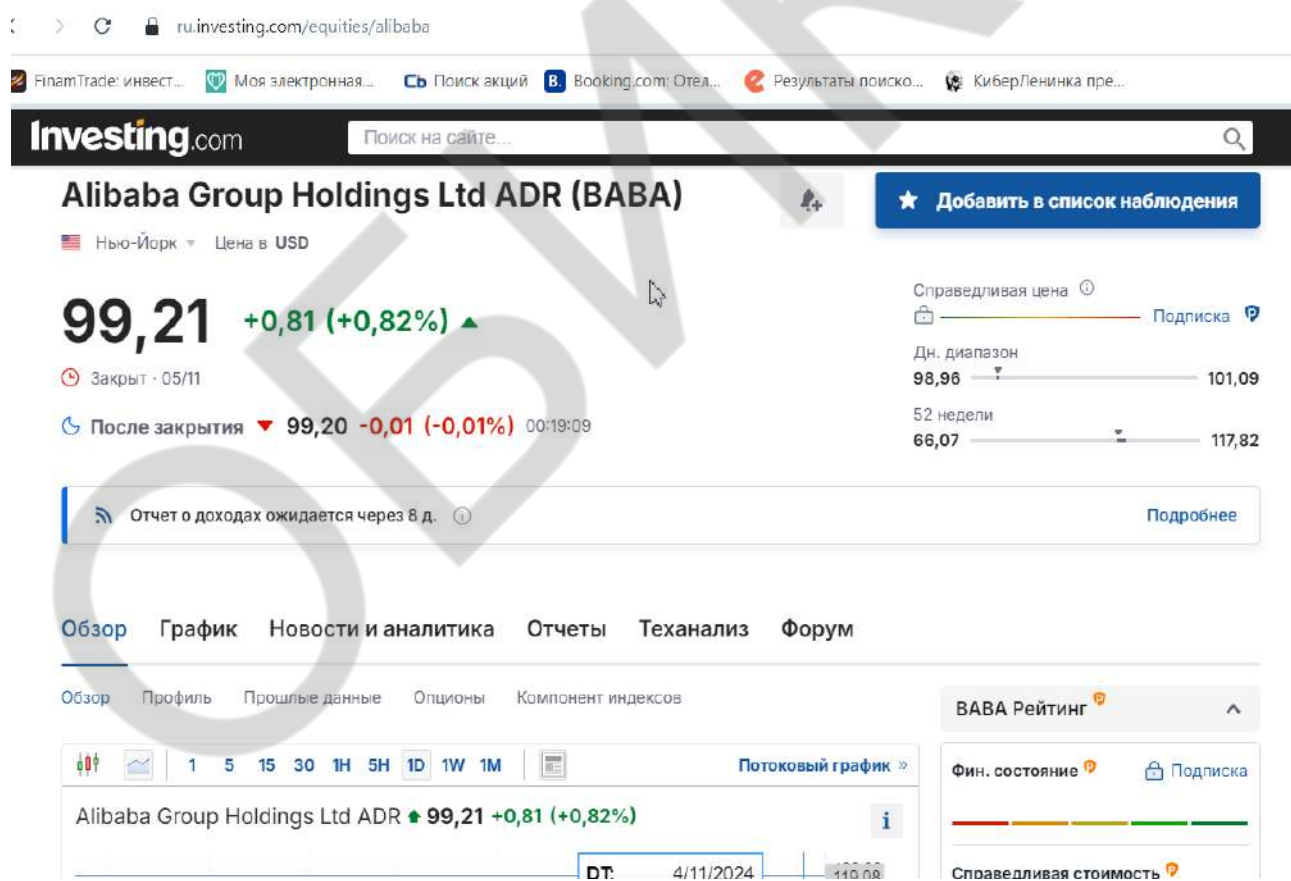 ru.investing.com/equities/alibaba
FinamTrade: инвест... Моя электронная... Сb Поиск акций B. Booking.com: Отел... Результаты поиско... КиберЛенинка пре...
Investing.com Поиск на сайте...
Alibaba Group Holdings Ltd ADR (BABA) Добавить в список наблюдения
Нью-Йорк Цена в USD
Справедливая цена
99,21 +0,81 (+0,82%) Подписка
Дн. диапазон
Закрыт · 05/11 98,96 101,09
52 недели
После закрытия 99,20 -0,01 (-0,01%) 00:19:09
66,07 117,82
Отчет о доходах ожидается через 8 д. Подробнее
Обзор График Новости и аналитика Отчеты Теханализ Форум
Обзор Профиль Прошлые данные Опционы Компонент индексов
BABA Рейтинг
1 5 15 30 1H 5H 1D 1W 1M Потоковый график »
Фин. состояние Подписка
Alibaba Group Holdings Ltd ADR 99,21 +0,81 (+0,82%)
DT: 4/11/2024 119,08
Справедливая стоимость